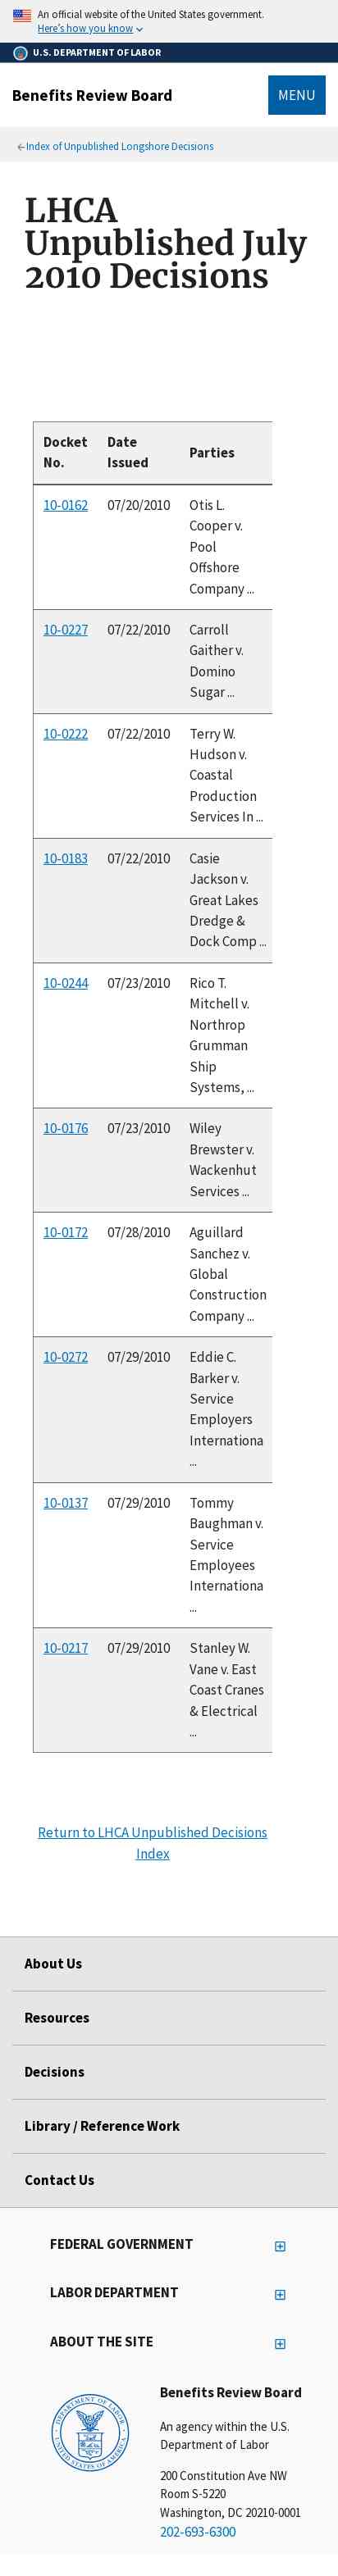 An official website of the United States government.
Here's how you know
U.S. DEPARTMENT OF LABOR
Benefits Review Board
MENU
Index of Unpublished Longshore Decisions
LHCA
Unpublished July
2010 Decisions
Docket No. Date Issued Parties
10-0162 07/20/2010 Otis L.
Cooper v.
Pool
Offshore
Company ...
10-0227 07/22/2010 Carroll
Gaither v.
Domino
Sugar ...
10-0222 07/22/2010 Terry W.
Hudson v.
Coastal
Production
Services In ...
10-0183 07/22/2010 Casie
Jackson v.
Great Lakes
Dredge &
Dock Comp ...
10-0244 07/23/2010 Rico T.
Mitchell v.
Northrop
Grumman
Ship
Systems, ...
10-0176 07/23/2010 Wiley
Brewster v.
Wackenhut
Services ...
10-0172 07/28/2010 Aguillard
Sanchez v.
Global
Construction
Company ...
10-0272 07/29/2010 Eddie C.
Barker v.
Service
Employers
Internationa
...
10-0137 07/29/2010 Tommy
Baughman v.
Service
Employees
Internationa
...
10-0217 07/29/2010 Stanley W.
Vane v. East
Coast Cranes
& Electrical
...
Return to LHCA Unpublished Decisions
Index
About Us
Resources
Decisions
Library / Reference Work
Contact Us
FEDERAL GOVERNMENT
LABOR DEPARTMENT
ABOUT THE SITE
DEPARTMENT OF LABOR
UNITED STATES OF AMERICA
Benefits Review Board
An agency within the U.S.
Department of Labor
200 Constitution Ave NW
Room S-5220
Washington, DC 20210-0001
202-693-6300